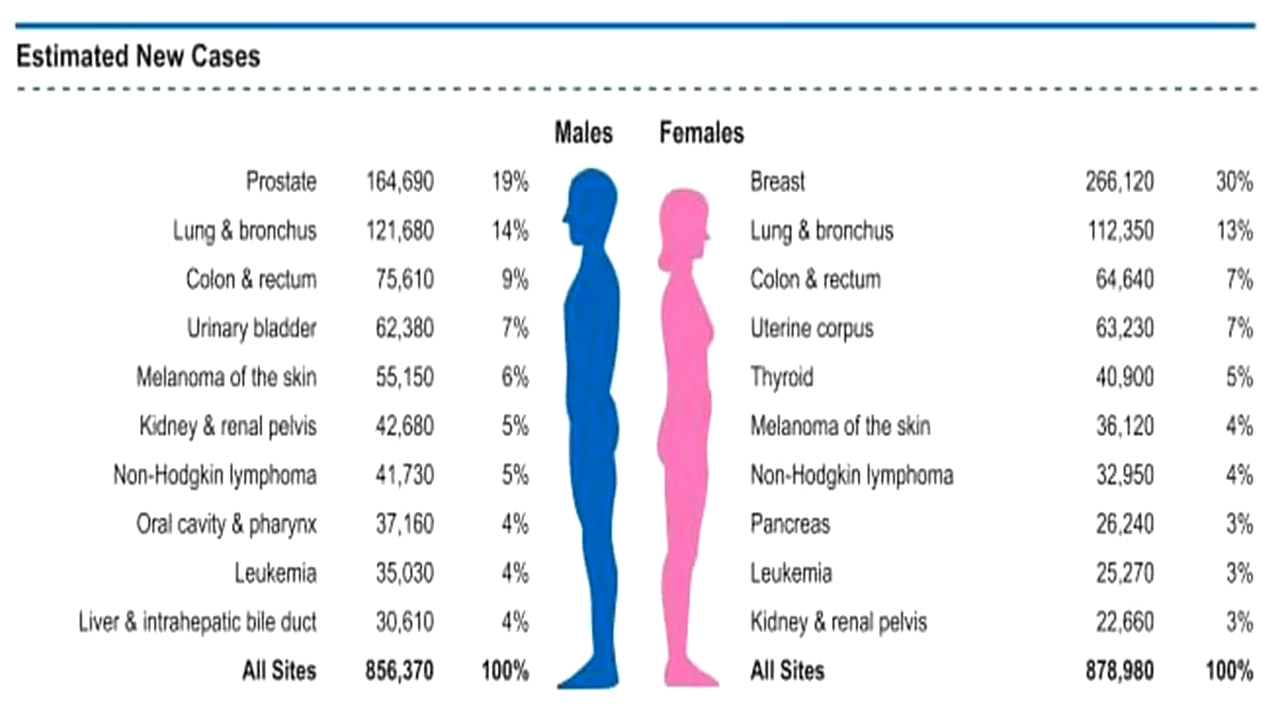 Estimated New Cases
Males Females
Prostate 164,690 19% Breast 266,120 30%
Lung & bronchus 121,680 14% Lung & bronchus 112,350 13%
Colon & rectum 75,610 9% Colon & rectum 64,640 7%
Urinary bladder 62,380 7% Uterine corpus 63,230 7%
Melanoma of the skin 55,150 6% Thyroid 40,900 5%
Kidney & renal pelvis 42,680 5% Melanoma of the skin 36,120 4%
Non-Hodgkin lymphoma 41,730 5% Non-Hodgkin lymphoma 32,950 4%
Oral cavity & pharynx 37,160 4% Pancreas 26,240 3%
Leukemia 35,030 4% Leukemia 25,270 3%
Liver & intrahepatic bile duct 30,610 4% Kidney & renal pelvis 22,660 3%
All Sites 856,370 100% All Sites 878,980 100%